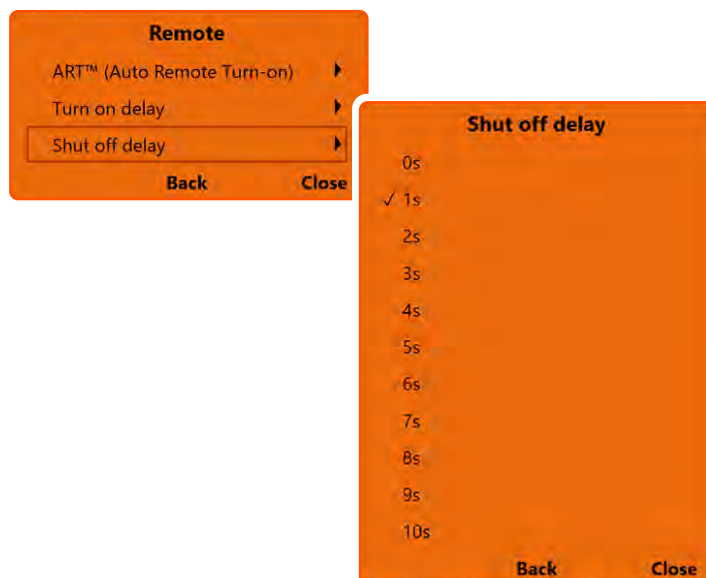 Remote
ART™ (Auto Remote Turn-on)
Turn on delay
Shut off delay
Back Close
Shut off delay
0s
✓ 1s
2s
3s
4s
5s
6s
7s
8s
9s
10s
Back Close